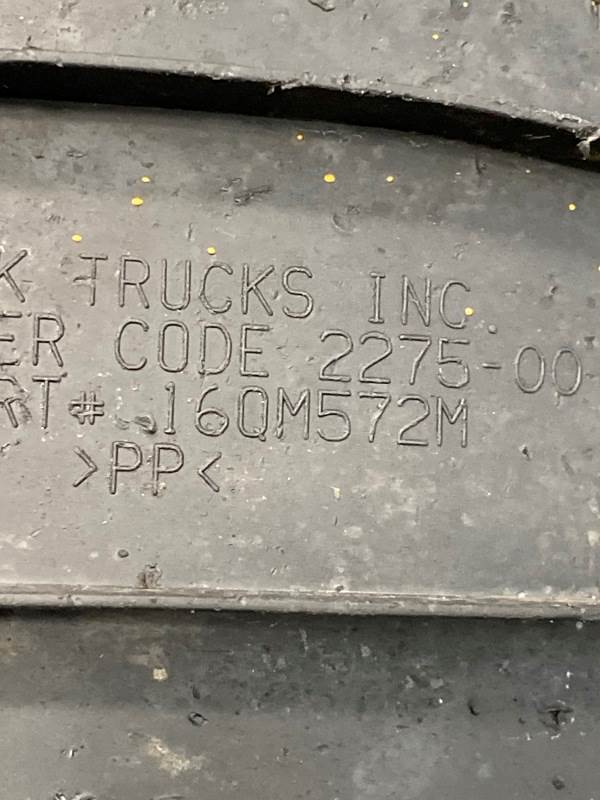 K TRUCKS INC
ER CODE 2275-00
RT# 16QM572M
>PP<